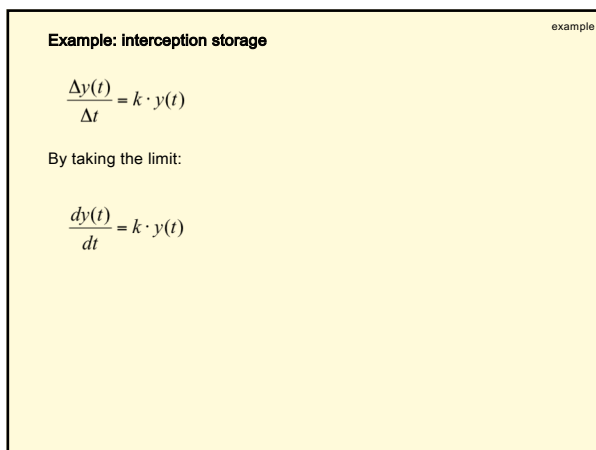 example
Example: interception storage
Δy(t)/Δt = k · y(t)
By taking the limit:
dy(t)/dt = k · y(t)